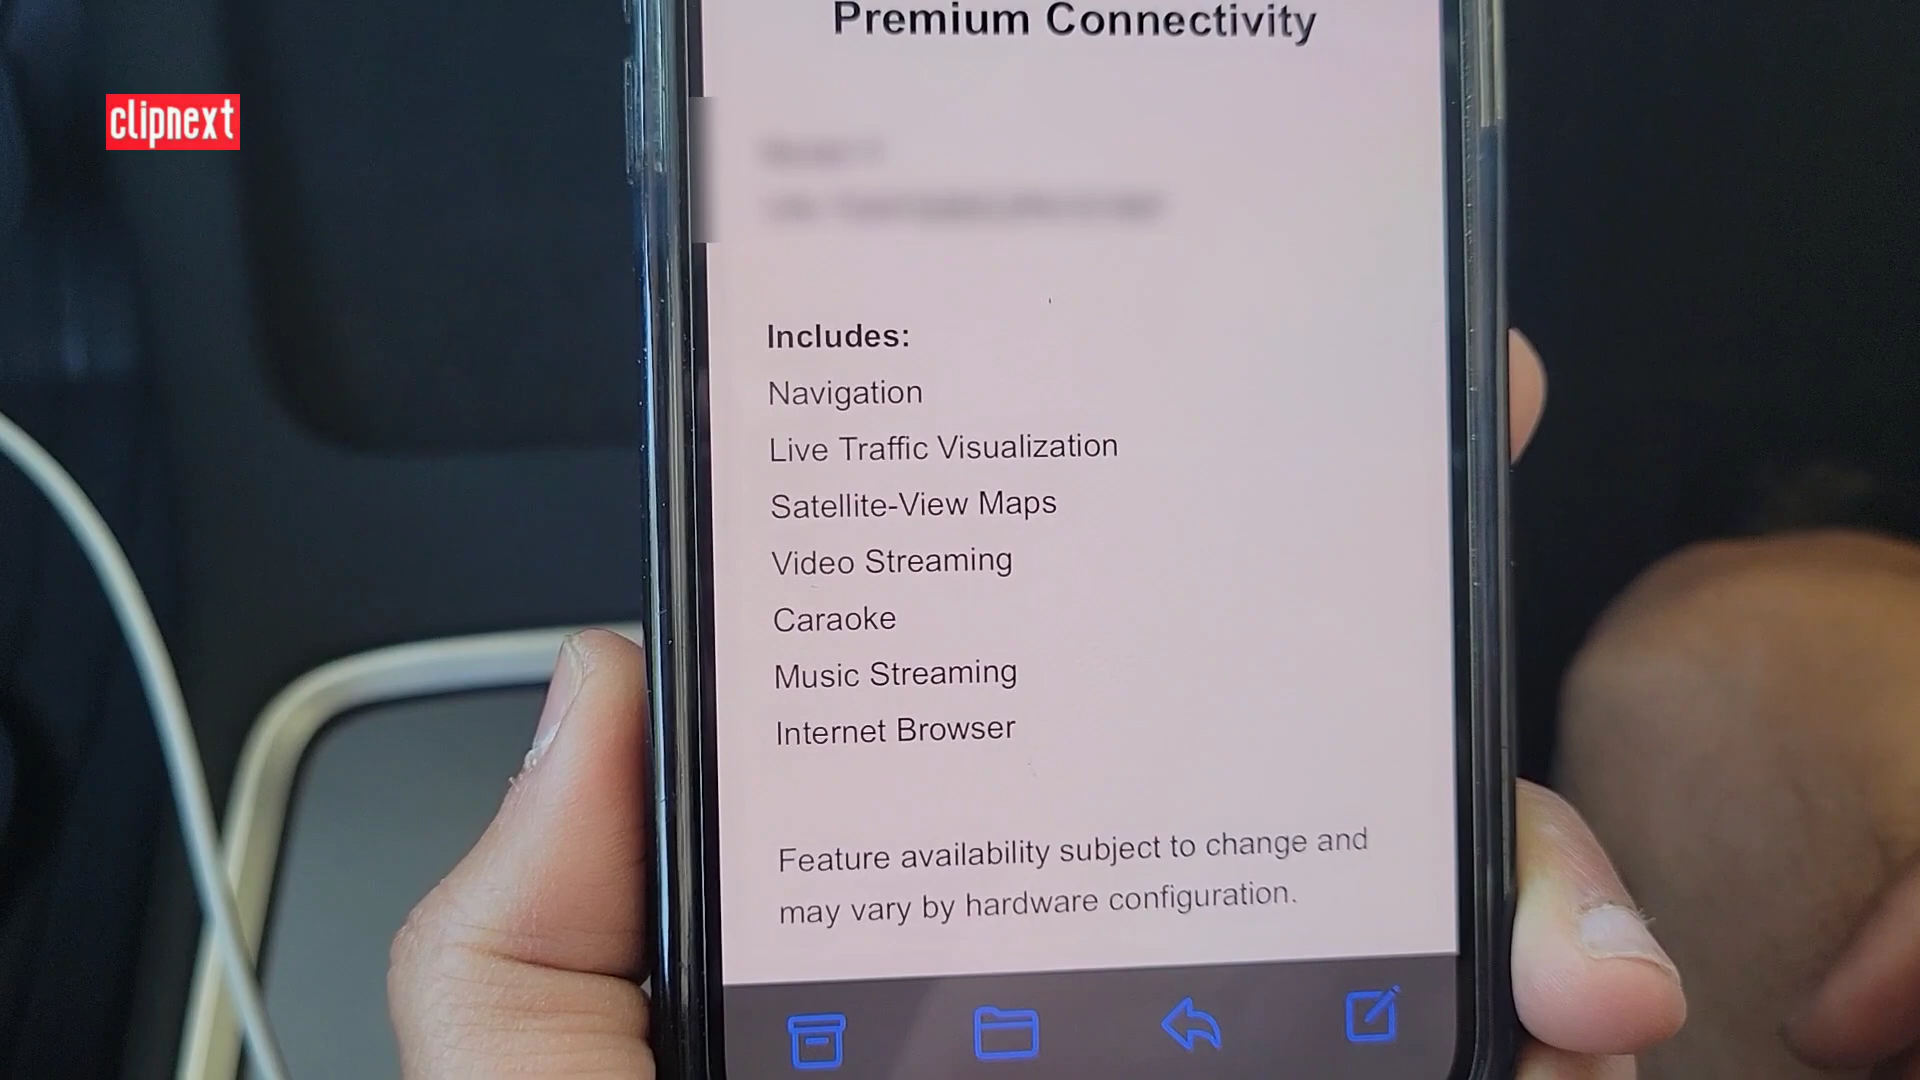 Premium Connectivity
clipnext
Includes:
Navigation
Live Traffic Visualization
Satellite-View Maps
Video Streaming
Caraoke
Music Streaming
Internet Browser
Feature availability subject to change and
may vary by hardware configuration.